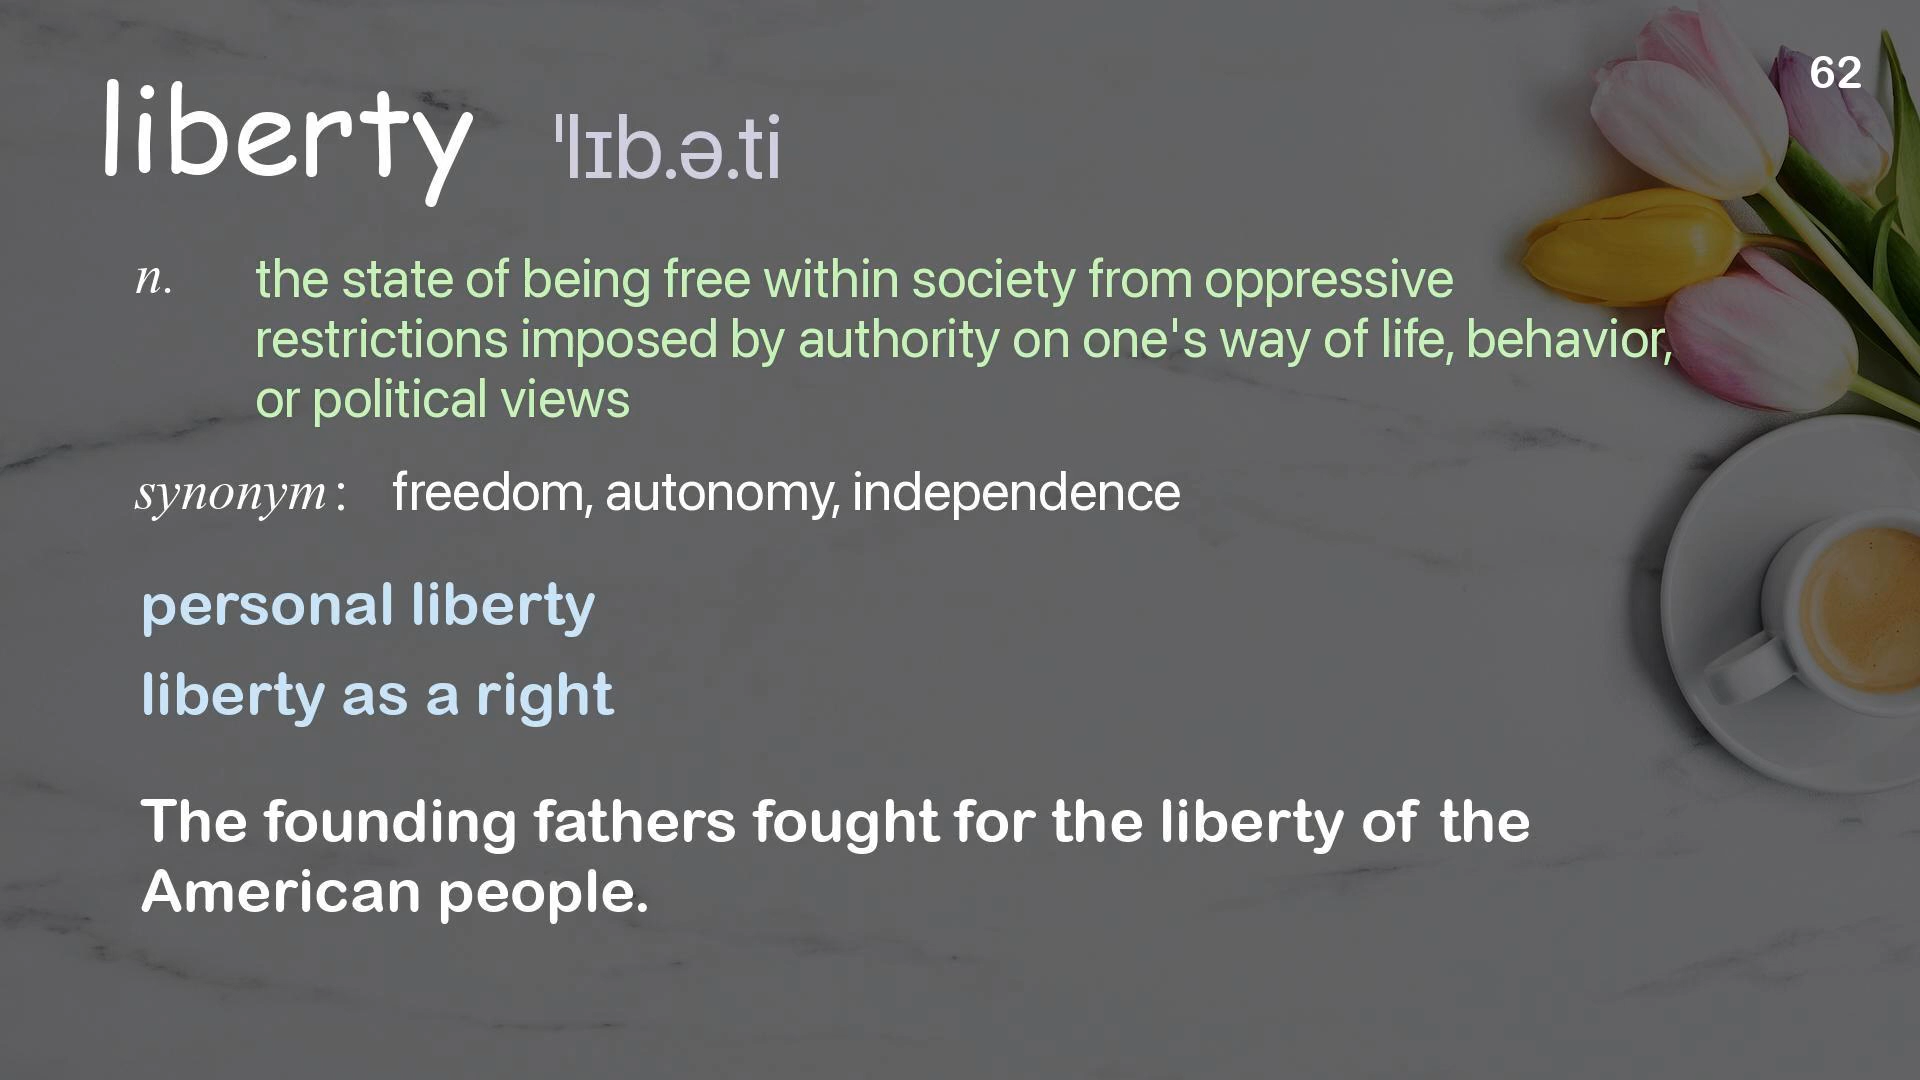 62
liberty ˈlɪb.ə.ti
n. the state of being free within society from oppressive
restrictions imposed by authority on one's way of life, behavior,
or political views
synonym: freedom, autonomy, independence
personal liberty
liberty as a right
The founding fathers fought for the liberty of the
American people.